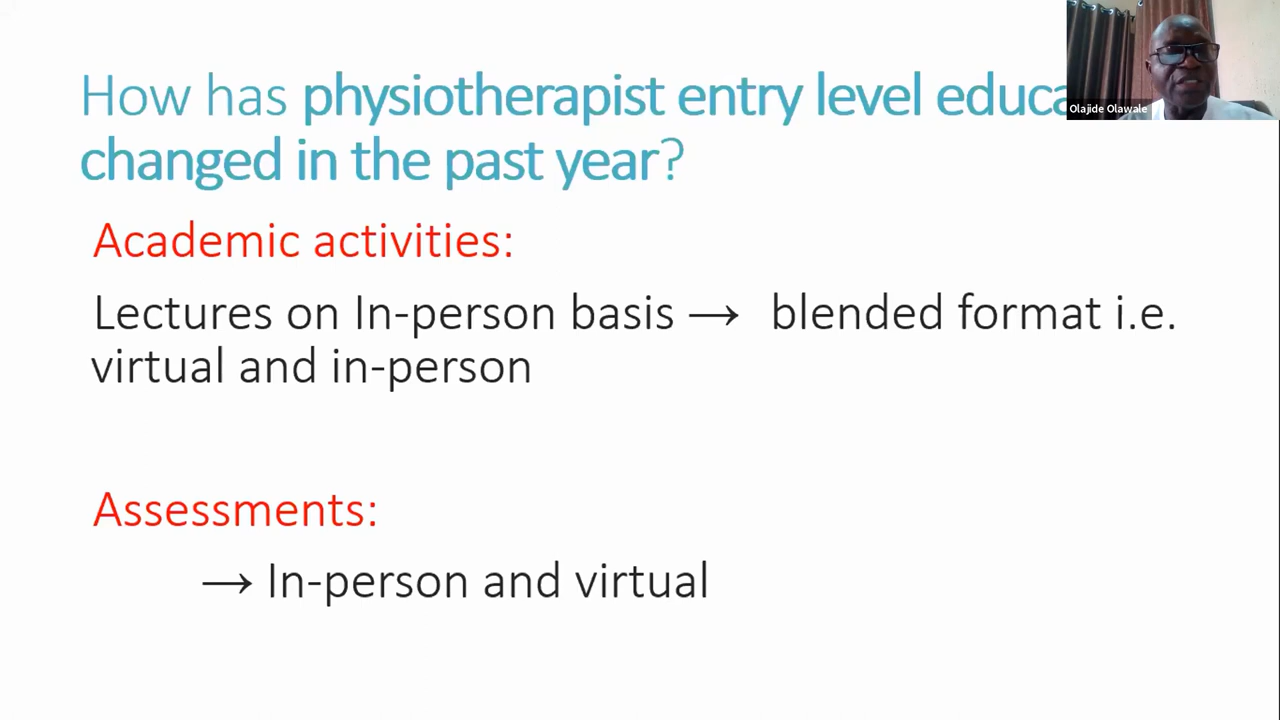 How has physiotherapist entry level educa
changed in the past year?
Olajide Olawale
Academic activities:
Lectures on In-person basis → blended format i.e.
virtual and in-person
Assessments:
→ In-person and virtual